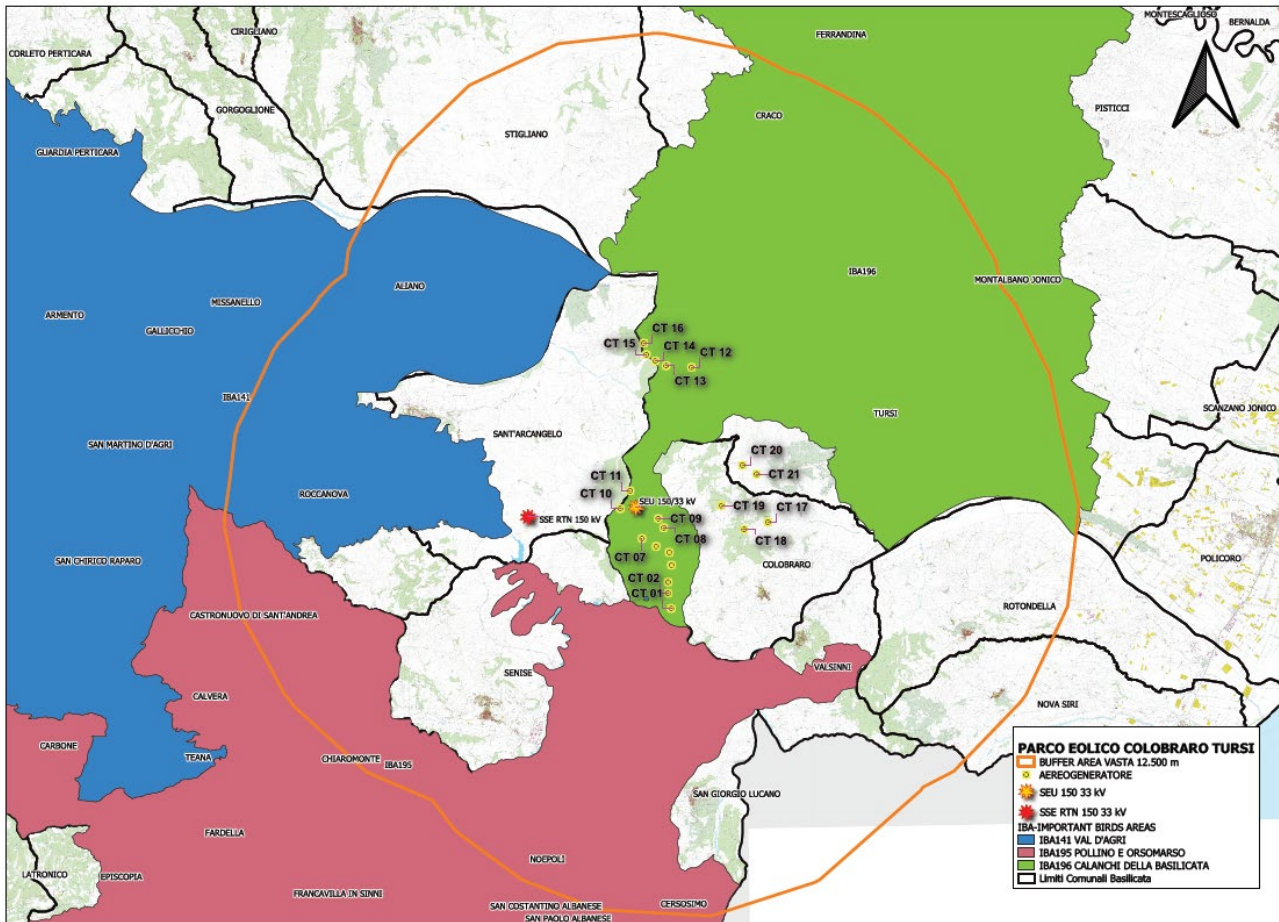 MONTESCAGLIOSO
BERNALDA
CIRIGLIANO
FERRANDINA
CORLETO PERTICARA
GORGOGLIONE
PISTICCI
CRACO
STIGLIANO
GUARDIA PERTICARA
IBA196
MONTALBANO JONICO
ALIANO
MISSANELLO
ARMENTO
GALLICCHIO
CT 16
CT 15
CT 14
CT 12
CT 13
IBA141
SCANZANO JONICO
TURSI
SANT'ARCANGELO
SAN MARTINO D'AGRI
CT 20
CT 21
CT 11
CT 10
SEU 150/33 kV
ROCCANOVA
CT 19
CT 17
SSE RTN 150 kV
CT 09
CT 08
CT 18
CT 07
COLOBRARO
POLICORO
SAN CHIRICO RAPARO
CT 02
CT 01
ROTONDELLA
CASTRONUOVO DI SANT'ANDREA
VALSINNI
SENISE
CALVERA
NOVA SIRI
CARBONE
TEANA
CHIAROMONTE
IBA195
SAN GIORGIO LUCANO
FARDELLA
NOEPOLI
LATRONICO
EPISCOPIA
FRANCAVILLA IN SINNI
SAN COSTANTINO ALBANESE
CERSOSIMO
SAN PAOLO ALBANESE
PARCO EOLICO COLOBRARO TURSI
BUFFER AREA VASTA 12.500 m
AEREOGENERATORE
SEU 150 33 kV
SSE RTN 150 33 kV
IBA-IMPORTANT BIRDS AREAS
IBA141 VAL D'AGRI
IBA195 POLLINO E ORSOMARSO
IBA196 CALANCHI DELLA BASILICATA
Limiti Comunali Basilicata